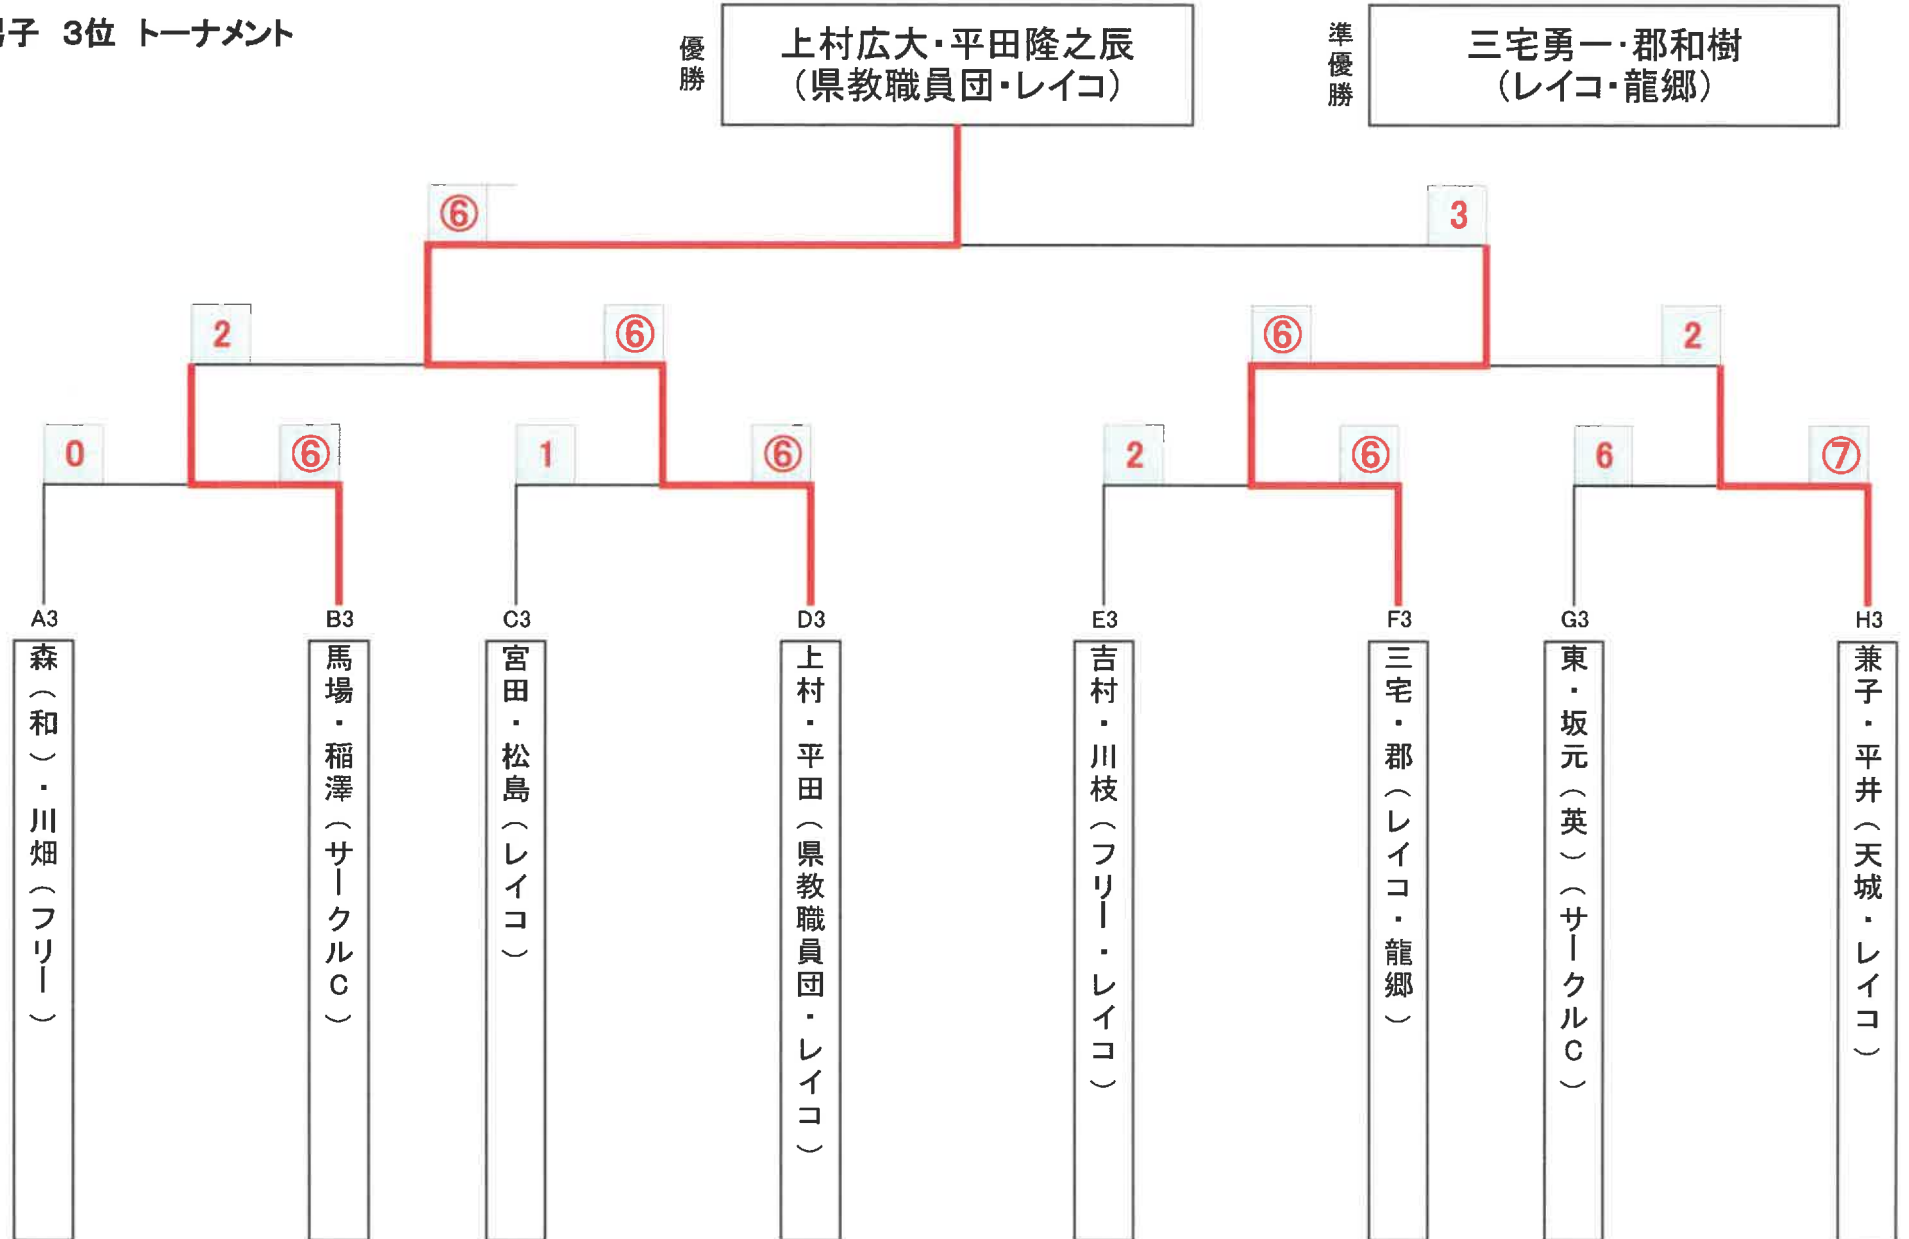 男子 3位 トーナメント
優勝
上村広大・平田隆之辰
(県教職員団・レイコ)
準優勝
三宅勇一・郡和樹
(レイコ・龍郷)
⑥
3
2
⑥
⑥
2
0
⑥
1
⑥
2
⑥
6
⑦
A3
B3
C3
D3
E3
F3
G3
H3
森(和)・川畑(フリー)
馬場・稲澤(サークルC)
宮田・松島(レイコ)
上村・平田(県教職員団・レイコ)
吉村・川枝(フリー・レイコ)
三宅・郡(レイコ・龍郷)
東・坂元(英)(サークルC)
兼子・平井(天城・レイコ)